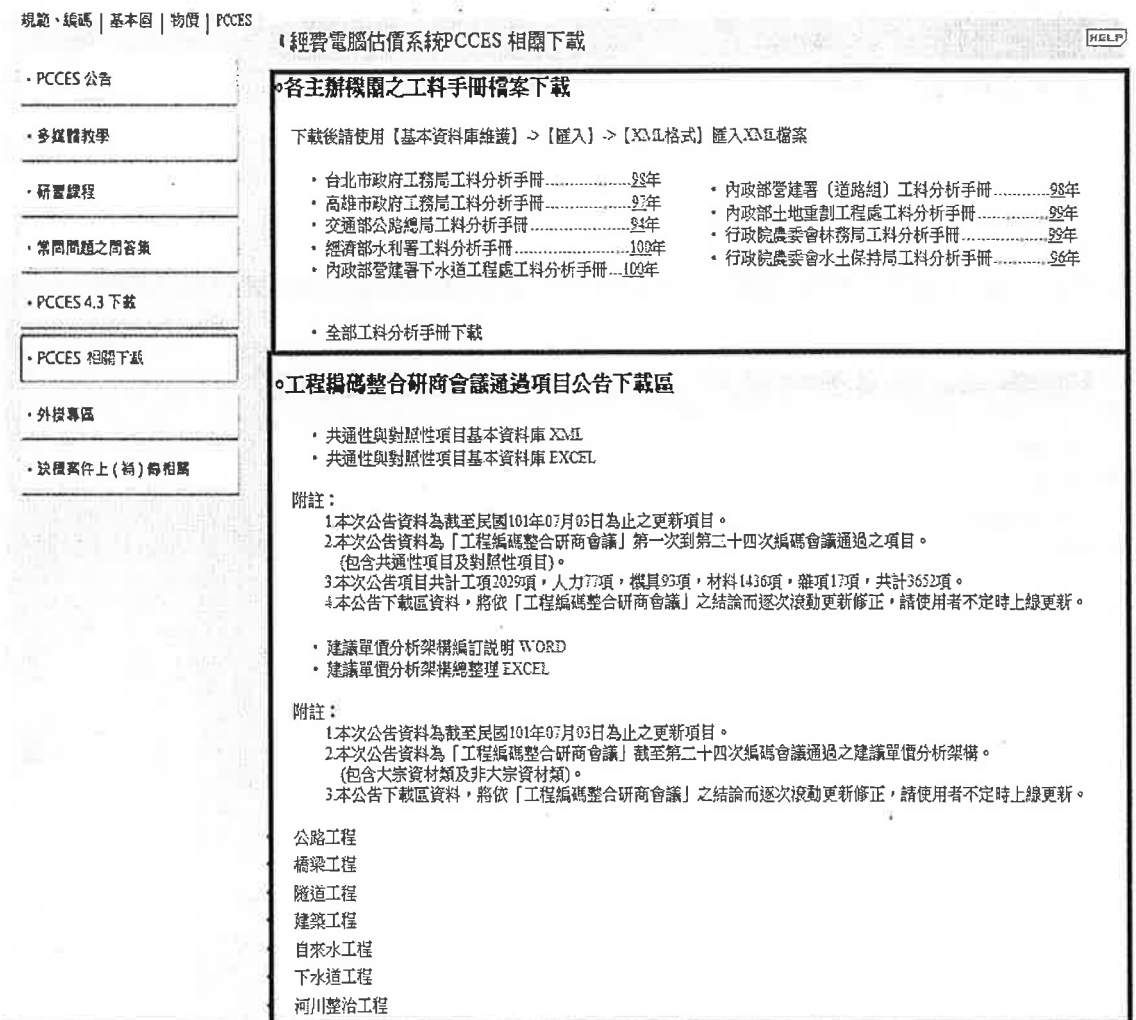 規範、編碼 | 基本圖 | 物價 | PCCES
· PCCES 公告
· 多媒體教學
· 研習課程
· 常問問題之問答集
· PCCES 4.3 下載
· PCCES 相關下載
· 外掛專區
· 決標案件上(補)傳相關
經費電腦估價系統PCCES 相關下載
HELP
各主辦機關之工料手冊檔案下載
下載後請使用【基本資料庫維護】->【匯入】->【XML格式】匯入XML檔案
· 台北市政府工務局工料分析手冊..................98年
· 高雄市政府工務局工料分析手冊..................97年
· 交通部公路總局工料分析手冊.....................94年
· 經濟部水利署工料分析手冊.......................100年
· 內政部營建署下水道工程處工料分析手冊...100年
· 內政部營建署〔道路組〕工料分析手冊............98年
· 內政部土地重劃工程處工料分析手冊..............99年
· 行政院農委會林務局工料分析手冊.................99年
· 行政院農委會水土保持局工料分析手冊...........96年
· 全部工料分析手冊下載
工程編碼整合研商會議通過項目公告下載區
· 共通性與對照性項目基本資料庫 XML
· 共通性與對照性項目基本資料庫 EXCEL
附註：
1.本次公告資料為截至民國101年07月03日為止之更新項目。
2.本次公告資料為「工程編碼整合研商會議」第一次到第二十四次編碼會議通過之項目。
(包含共通性項目及對照性項目)。
3.本次公告項目共計工項2029項，人力77項，機具93項，材料1436項，雜項17項，共計3652項。
4.本公告下載區資料，將依「工程編碼整合研商會議」之結論而逐次滾動更新修正，請使用者不定時上線更新。
· 建議單價分析架構編訂說明 WORD
· 建議單價分析架構總整理 EXCEL
附註：
1.本次公告資料為截至民國101年07月03日為止之更新項目。
2.本次公告資料為「工程編碼整合研商會議」截至第二十四次編碼會議通過之建議單價分析架構。
(包含大宗資材類及非大宗資材類)。
3.本公告下載區資料，將依「工程編碼整合研商會議」之結論而逐次滾動更新修正，請使用者不定時上線更新。
公路工程
橋梁工程
隧道工程
建築工程
自來水工程
下水道工程
河川整治工程